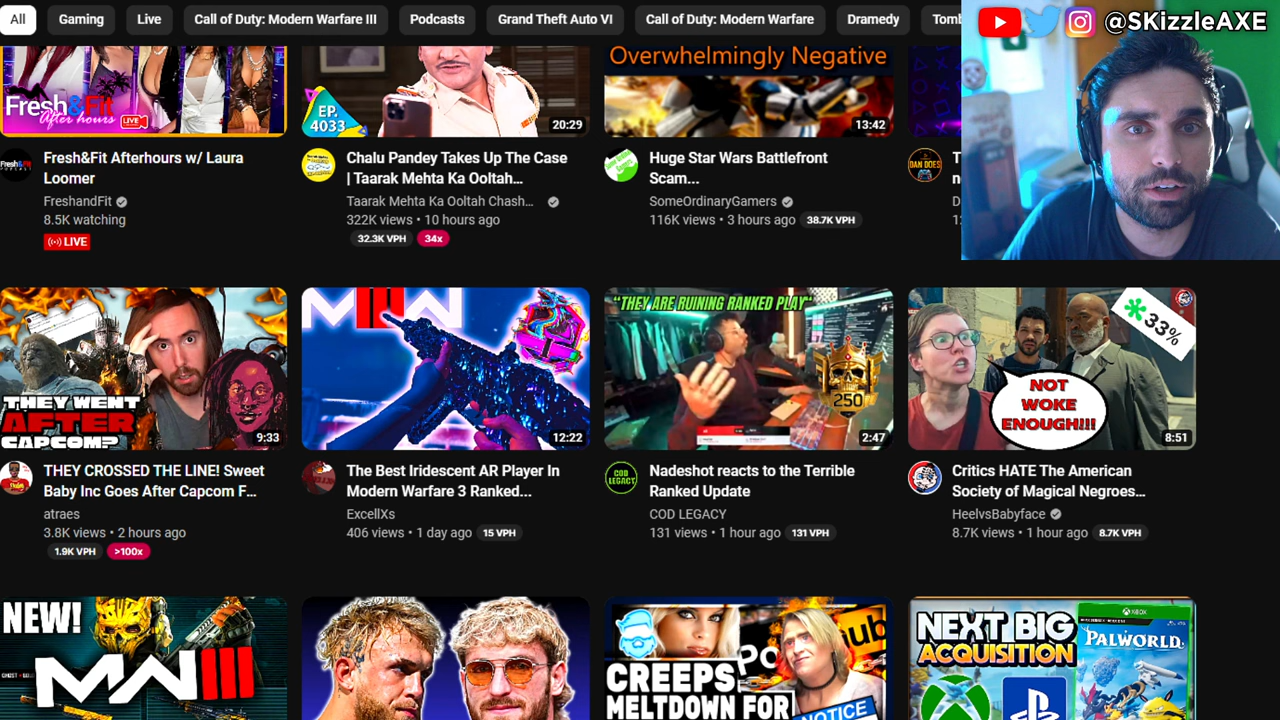 All
Gaming
Live
Call of Duty: Modern Warfare III
Podcasts
Grand Theft Auto VI
Call of Duty: Modern Warfare
Dramedy
@SKizzleAXE
Fresh&Fit
After hours
LIVE
EP.
4033
20:29
Overwhelmingly Negative
13:42
Fresh&Fit Afterhours w/ Laura
Loomer
FreshandFit
8.5K watching
LIVE
Chalu Pandey Takes Up The Case
| Taarak Mehta Ka Ooltah...
Taarak Mehta Ka Ooltah Chash...
322K views • 10 hours ago
32.3K VPH
34x
Huge Star Wars Battlefront
Scam...
SomeOrdinaryGamers
116K views • 3 hours ago
38.7K VPH
DAN DOES
THEY WENT
AFTER
CAPCOM?
9:33
12:22
"THEY ARE RUINING RANKED PLAY"
250
2:47
33%
NOT
WOKE
ENOUGH!!!
8:51
THEY CROSSED THE LINE! Sweet
Baby Inc Goes After Capcom F...
atraes
3.8K views • 2 hours ago
1.9K VPH
>100x
The Best Iridescent AR Player In
Modern Warfare 3 Ranked...
ExcellXs
406 views • 1 day ago
15 VPH
COD
LEGACY
Nadeshot reacts to the Terrible
Ranked Update
COD LEGACY
131 views • 1 hour ago
131 VPH
Critics HATE The American
Society of Magical Negroes...
HeelvsBabyface
8.7K views • 1 hour ago
8.7K VPH
NEW!
MWIII
CREEPS
MELTDOWN FOR
NOTICE
NEXT BIG
ACQUISITION
XBOX
PALWORLD